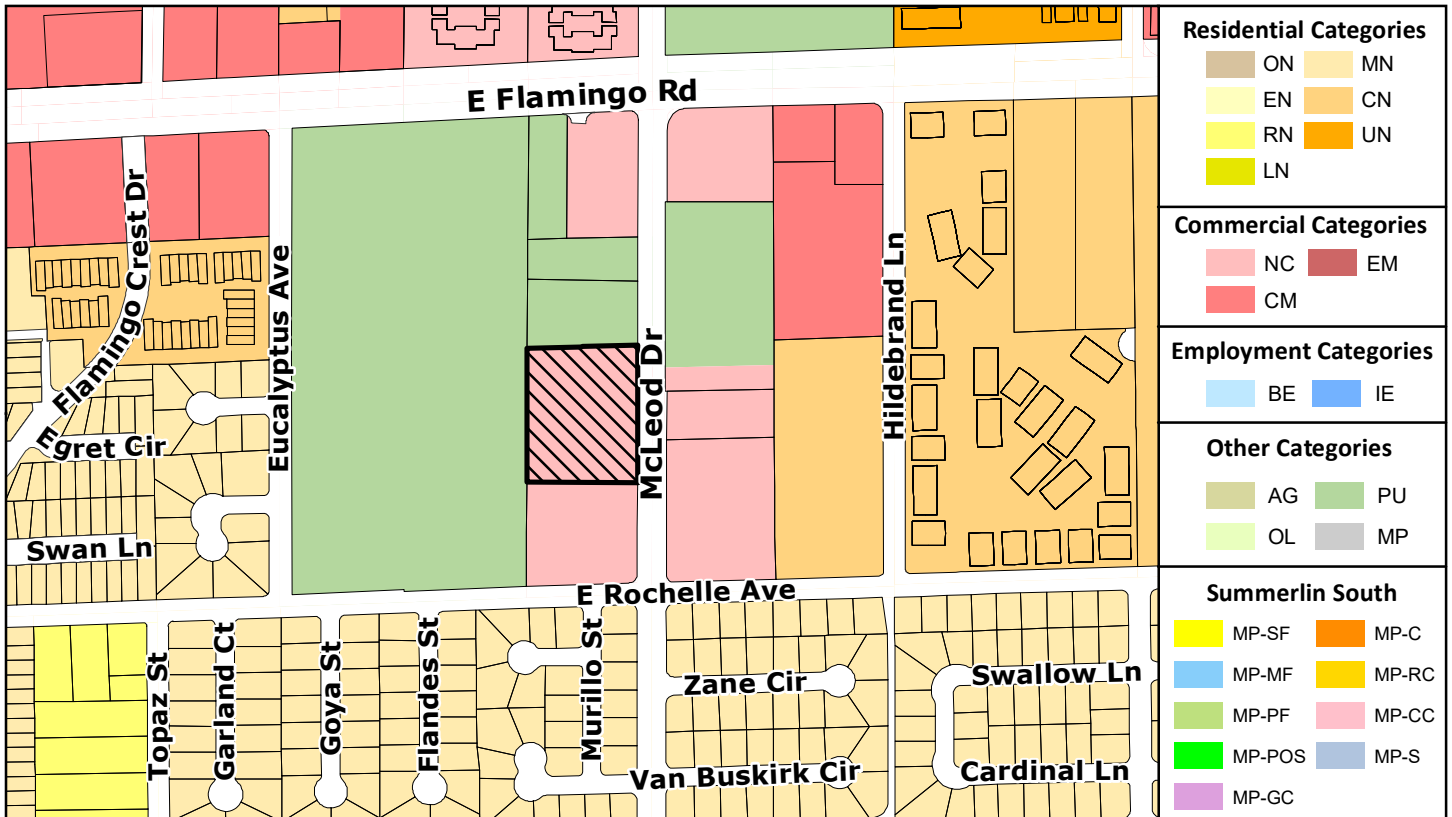 E Flamingo Rd
Flamingo Crest Dr
Eucalyptus Ave
McLeod Dr
Hildebrand Ln
Egret Cir
Swan Ln
E Rochelle Ave
Topaz St
Garland Ct
Goya St
Flandes St
Murillo St
Zane Cir
Swallow Ln
Van Buskirk Cir
Cardinal Ln
Residential Categories
ON MN
EN CN
RN UN
LN
Commercial Categories
NC EM
CM
Employment Categories
BE IE
Other Categories
AG PU
OL MP
Summerlin South
MP-SF MP-C
MP-MF MP-RC
MP-PF MP-CC
MP-POS MP-S
MP-GC